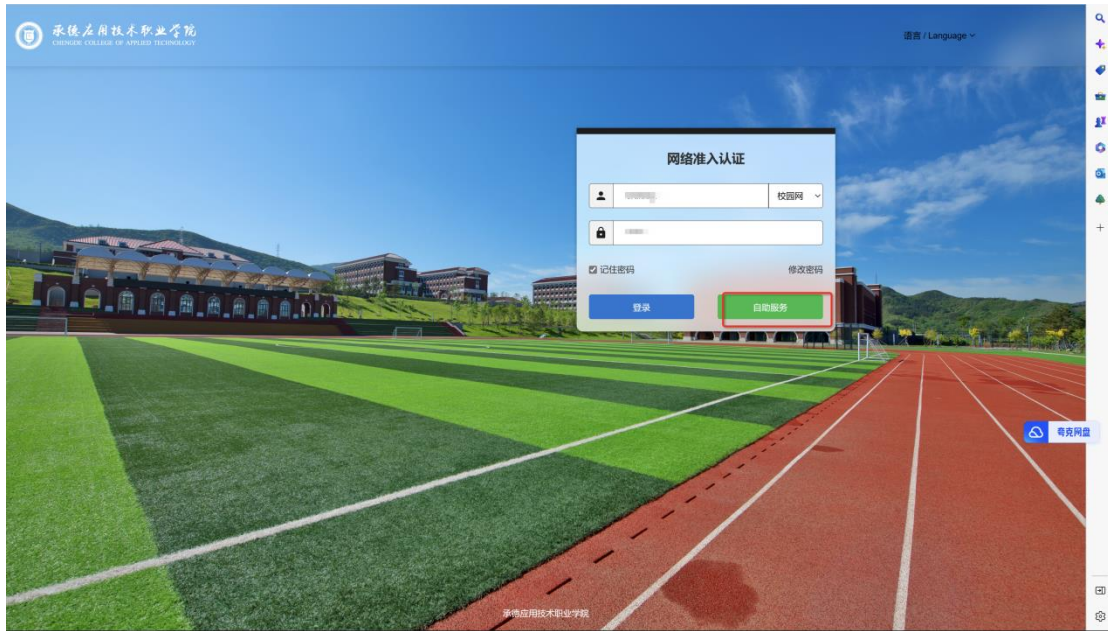 承德应用技术职业学院
CHENGDE COLLEGE OF APPLIED TECHNOLOGY
语言 / Language
网络准入认证
校园网
记住密码
修改密码
登录
自助服务
夸克网盘
承德应用技术职业学院